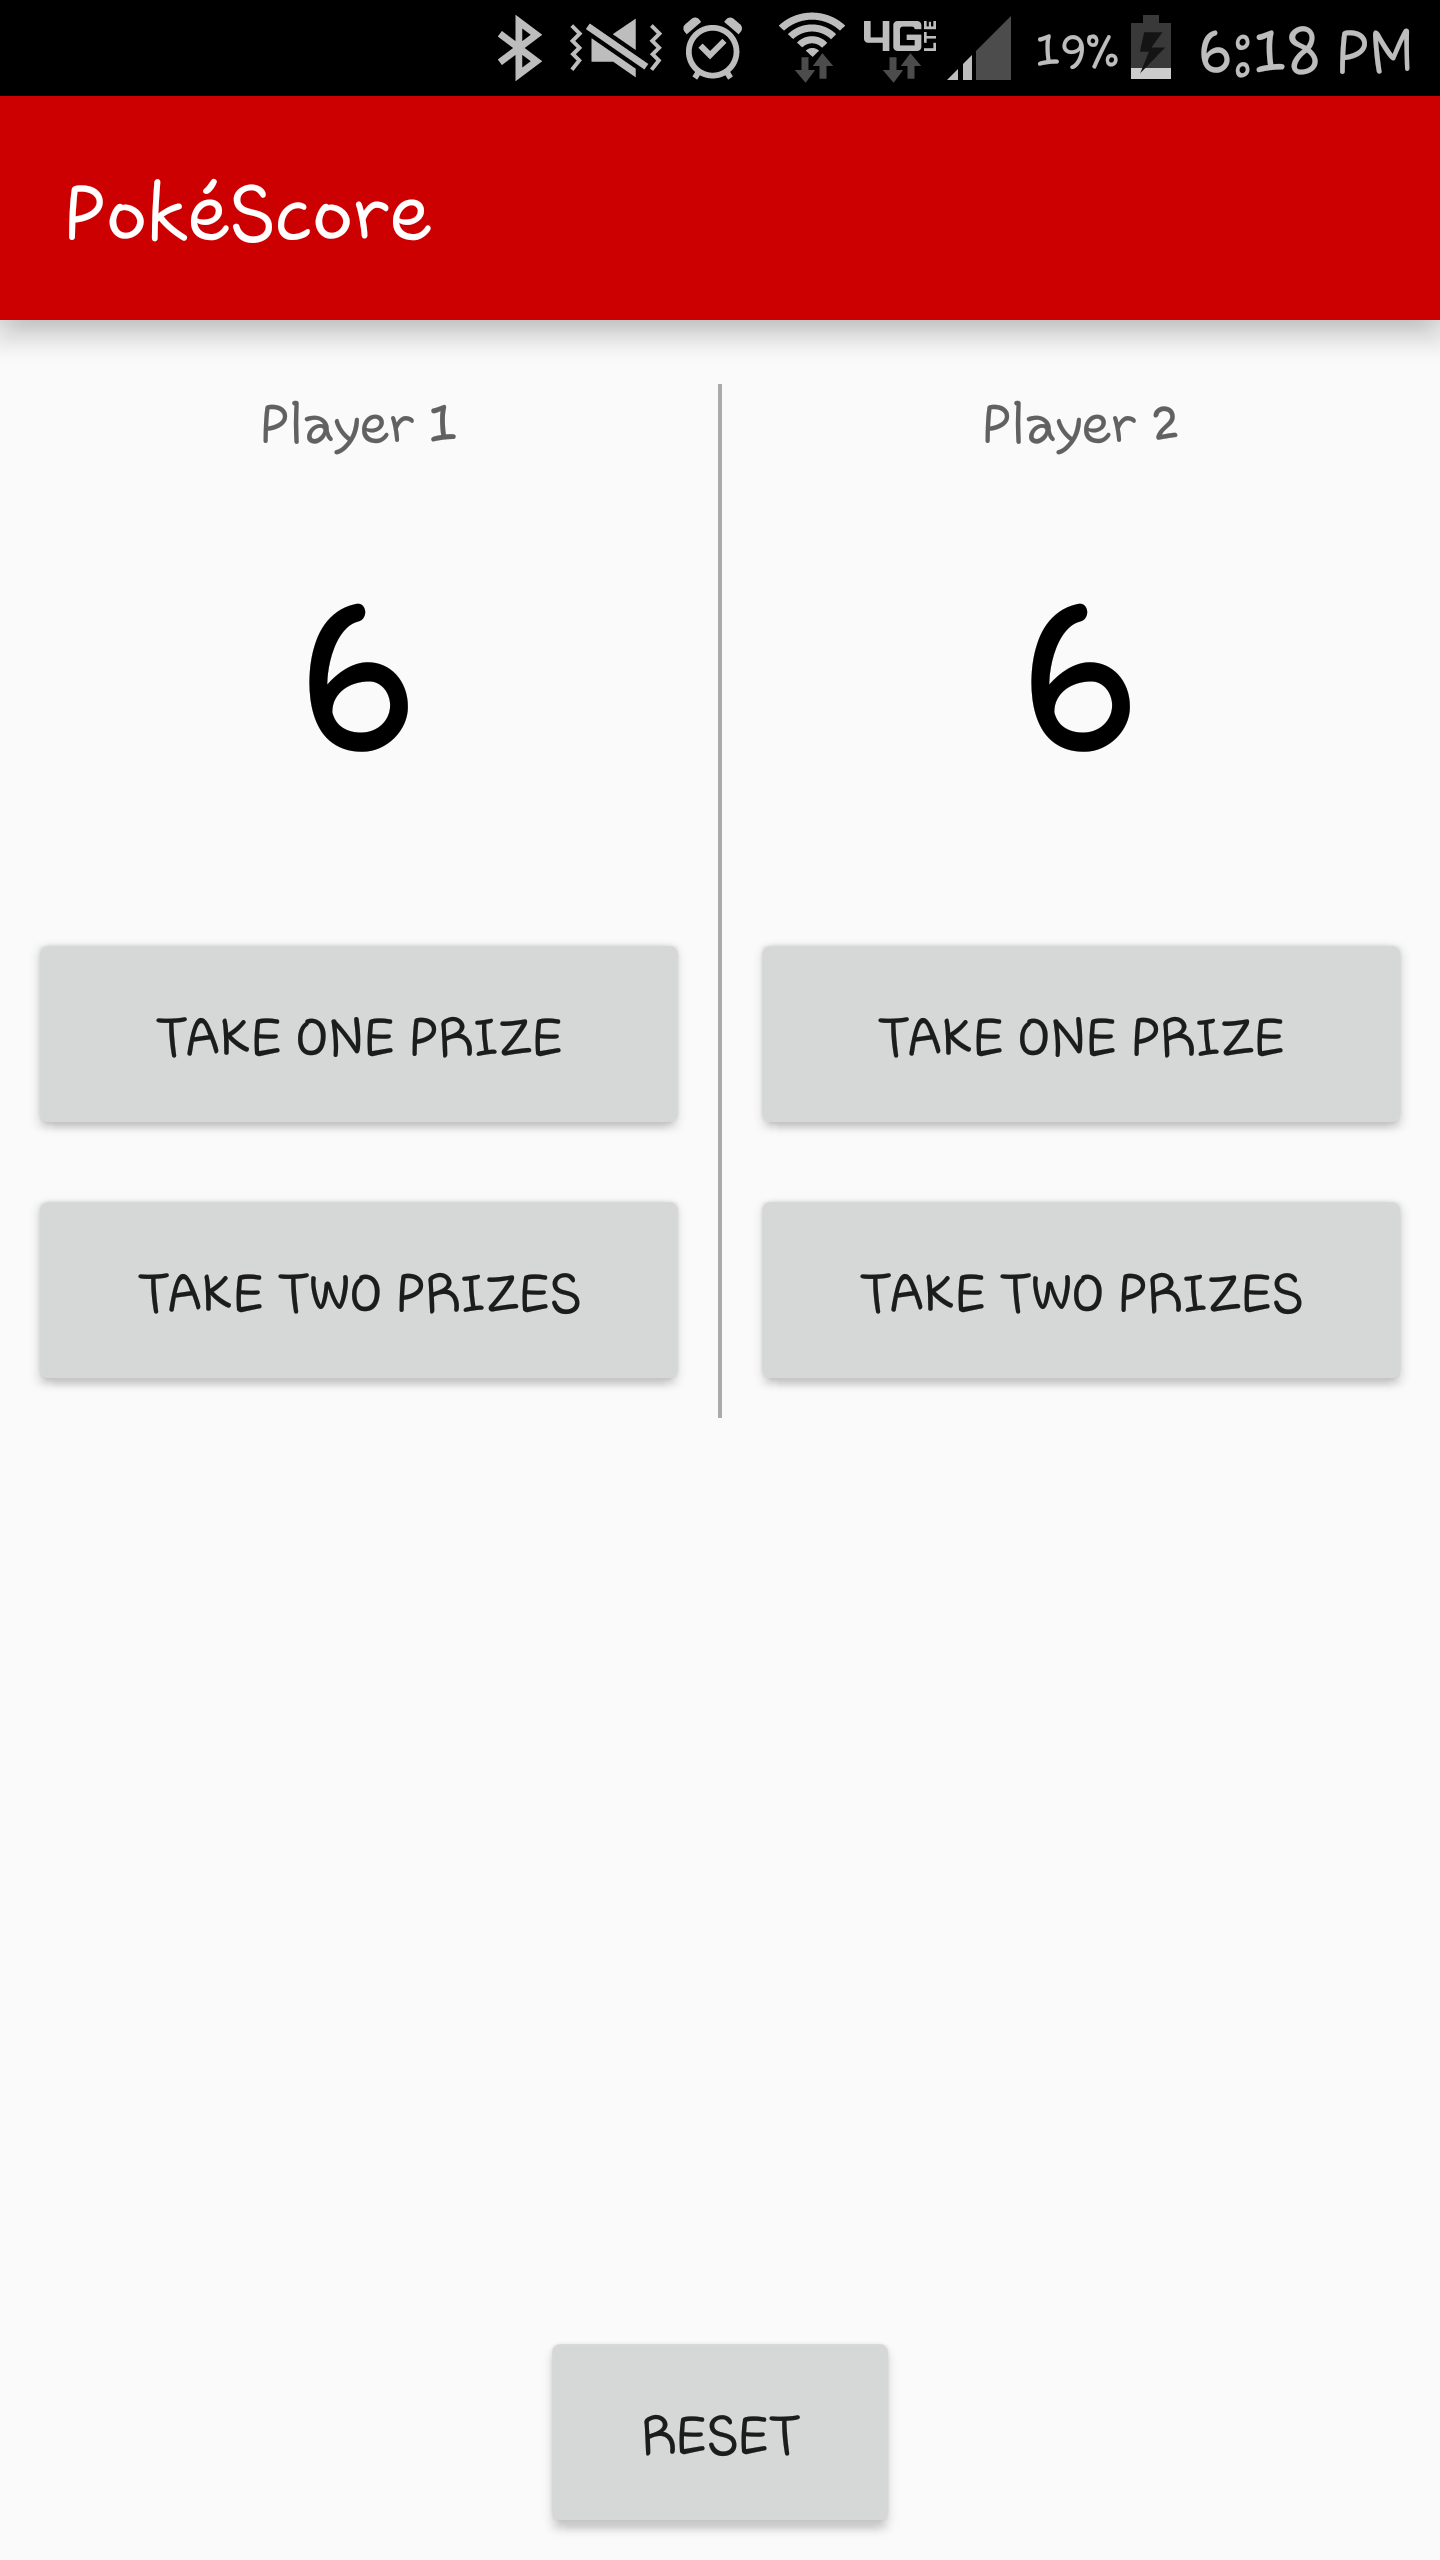 4G LTE 19% 6:18 PM
PokéScore
Player 1
Player 2
6
6
TAKE ONE PRIZE
TAKE ONE PRIZE
TAKE TWO PRIZES
TAKE TWO PRIZES
RESET